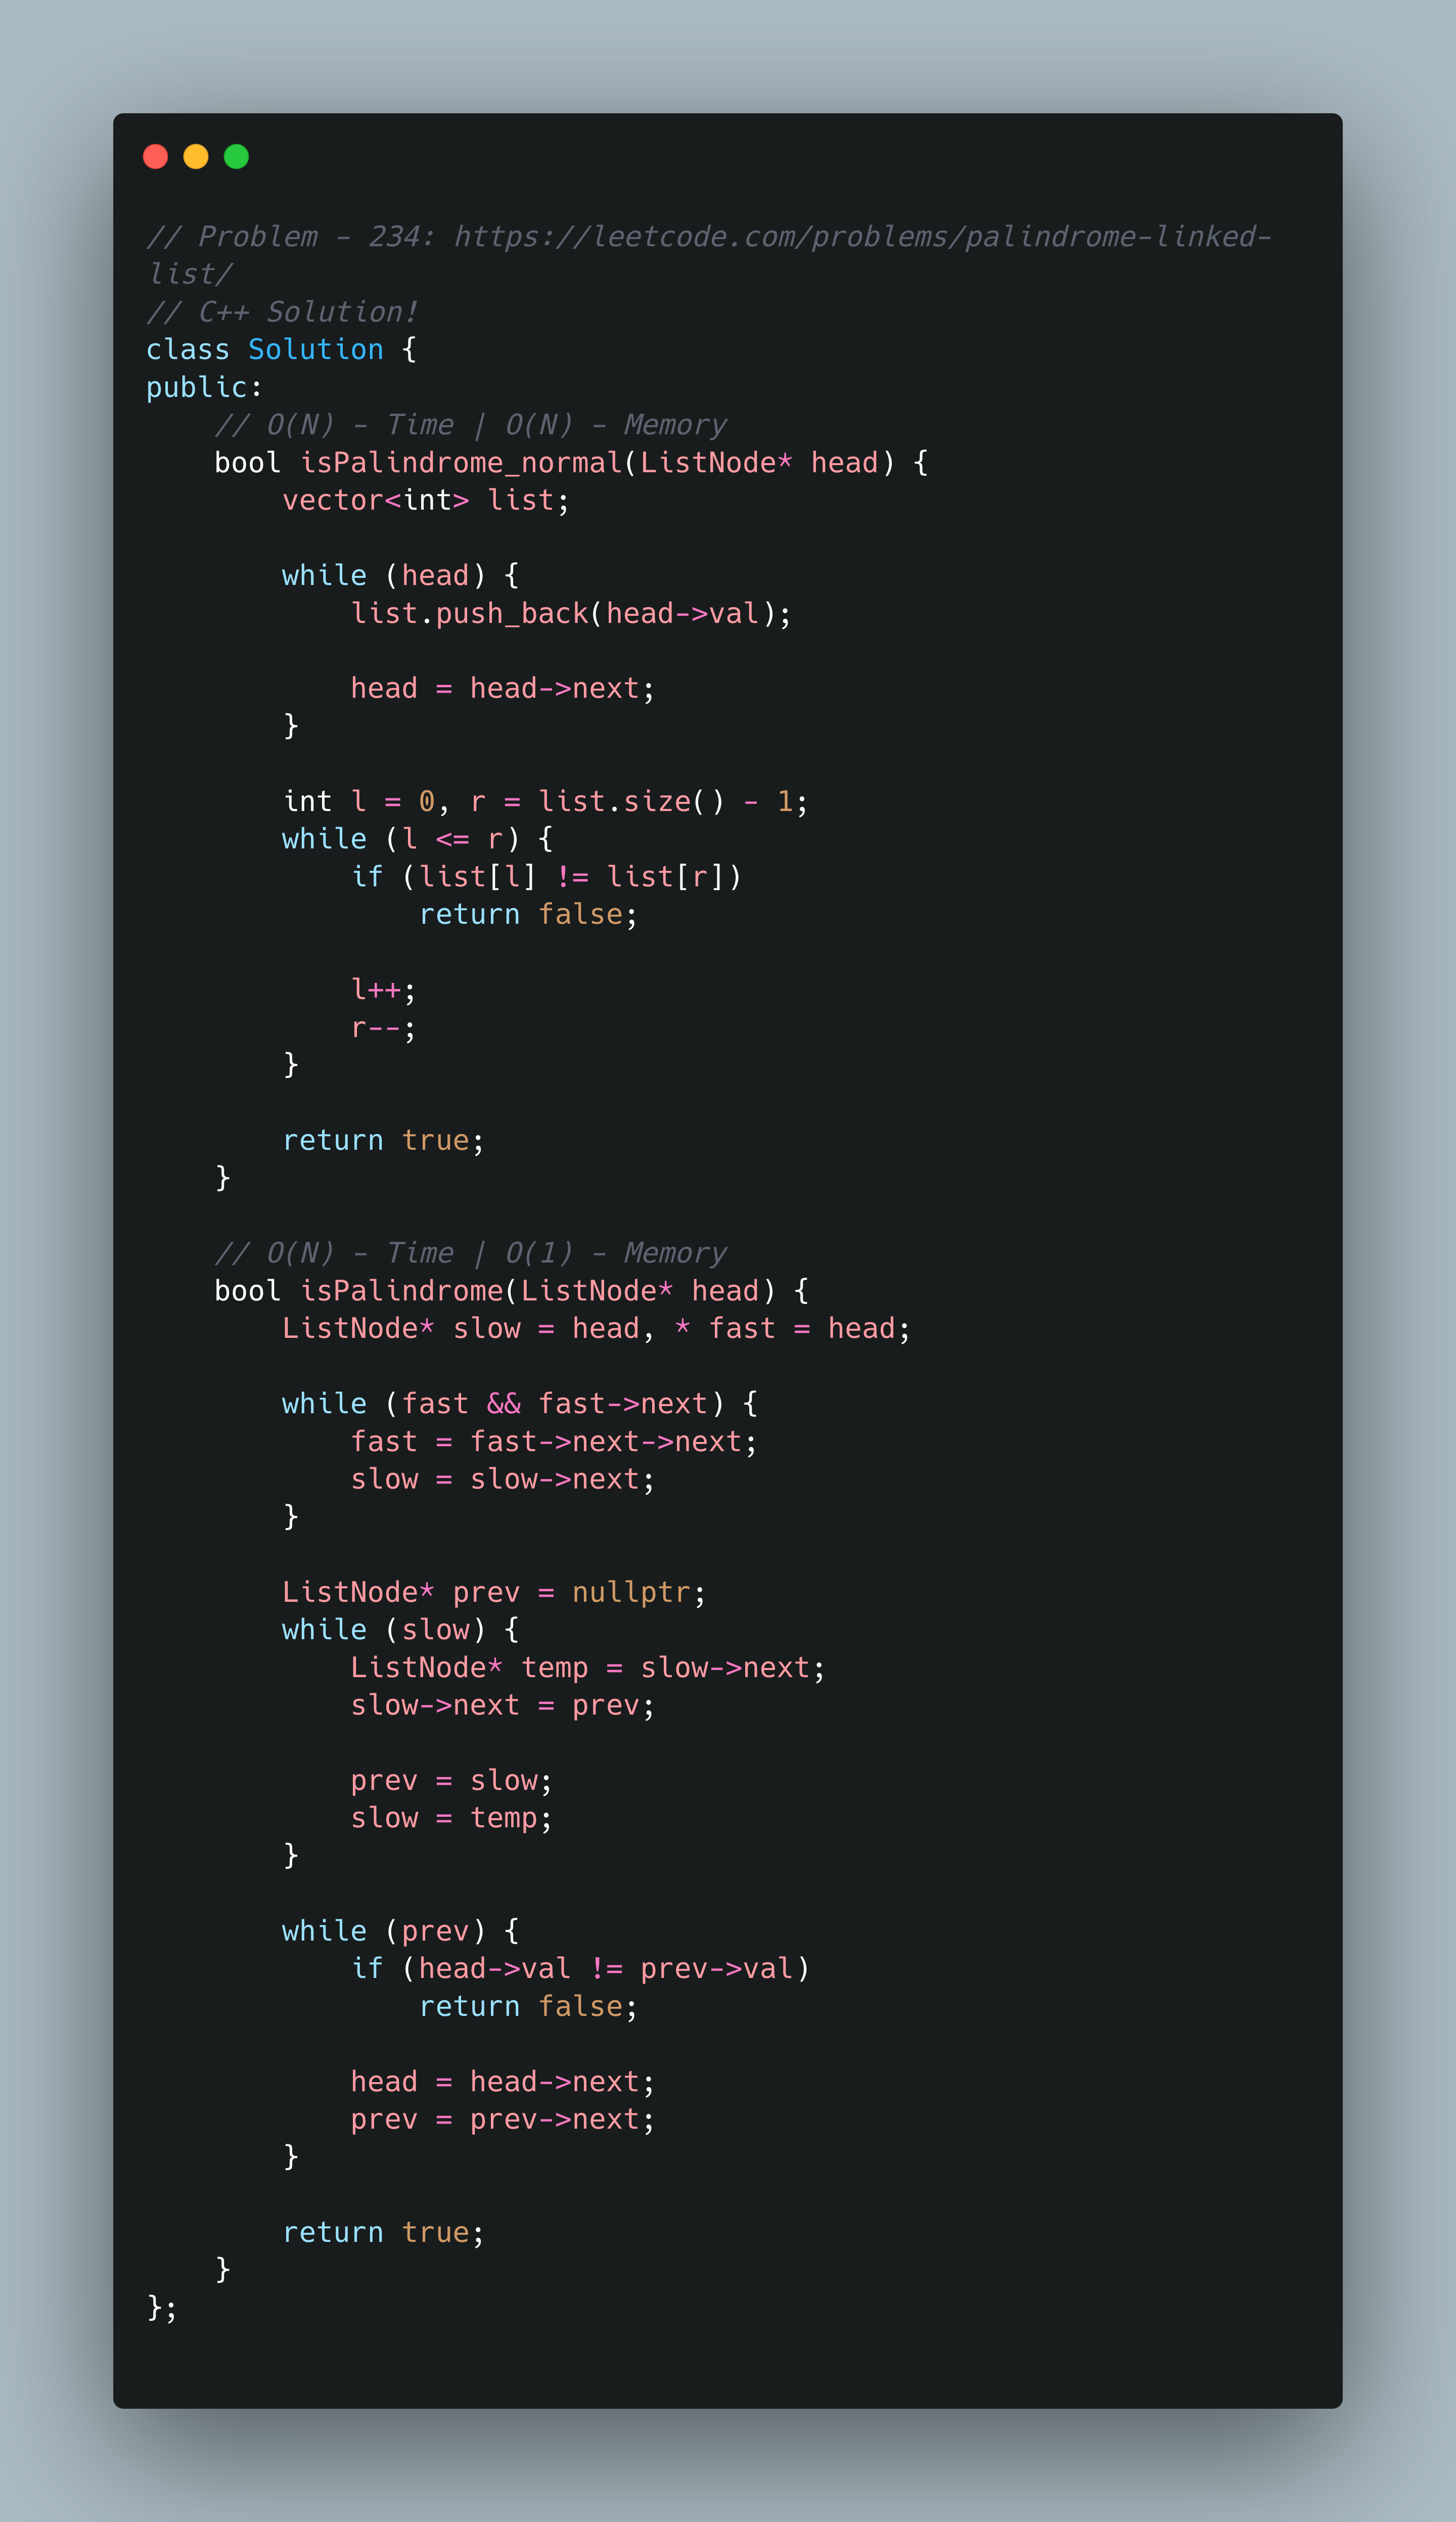 // Problem - 234: https://leetcode.com/problems/palindrome-linked-
list/
// C++ Solution!
class Solution {
public:
    // O(N) - Time | O(N) - Memory
    bool isPalindrome_normal(ListNode* head) {
        vector<int> list;

        while (head) {
            list.push_back(head->val);

            head = head->next;
        }

        int l = 0, r = list.size() - 1;
        while (l <= r) {
            if (list[l] != list[r])
                return false;

            l++;
            r--;
        }

        return true;
    }

    // O(N) - Time | O(1) - Memory
    bool isPalindrome(ListNode* head) {
        ListNode* slow = head, * fast = head;

        while (fast && fast->next) {
            fast = fast->next->next;
            slow = slow->next;
        }

        ListNode* prev = nullptr;
        while (slow) {
            ListNode* temp = slow->next;
            slow->next = prev;

            prev = slow;
            slow = temp;
        }

        while (prev) {
            if (head->val != prev->val)
                return false;

            head = head->next;
            prev = prev->next;
        }

        return true;
    }
};